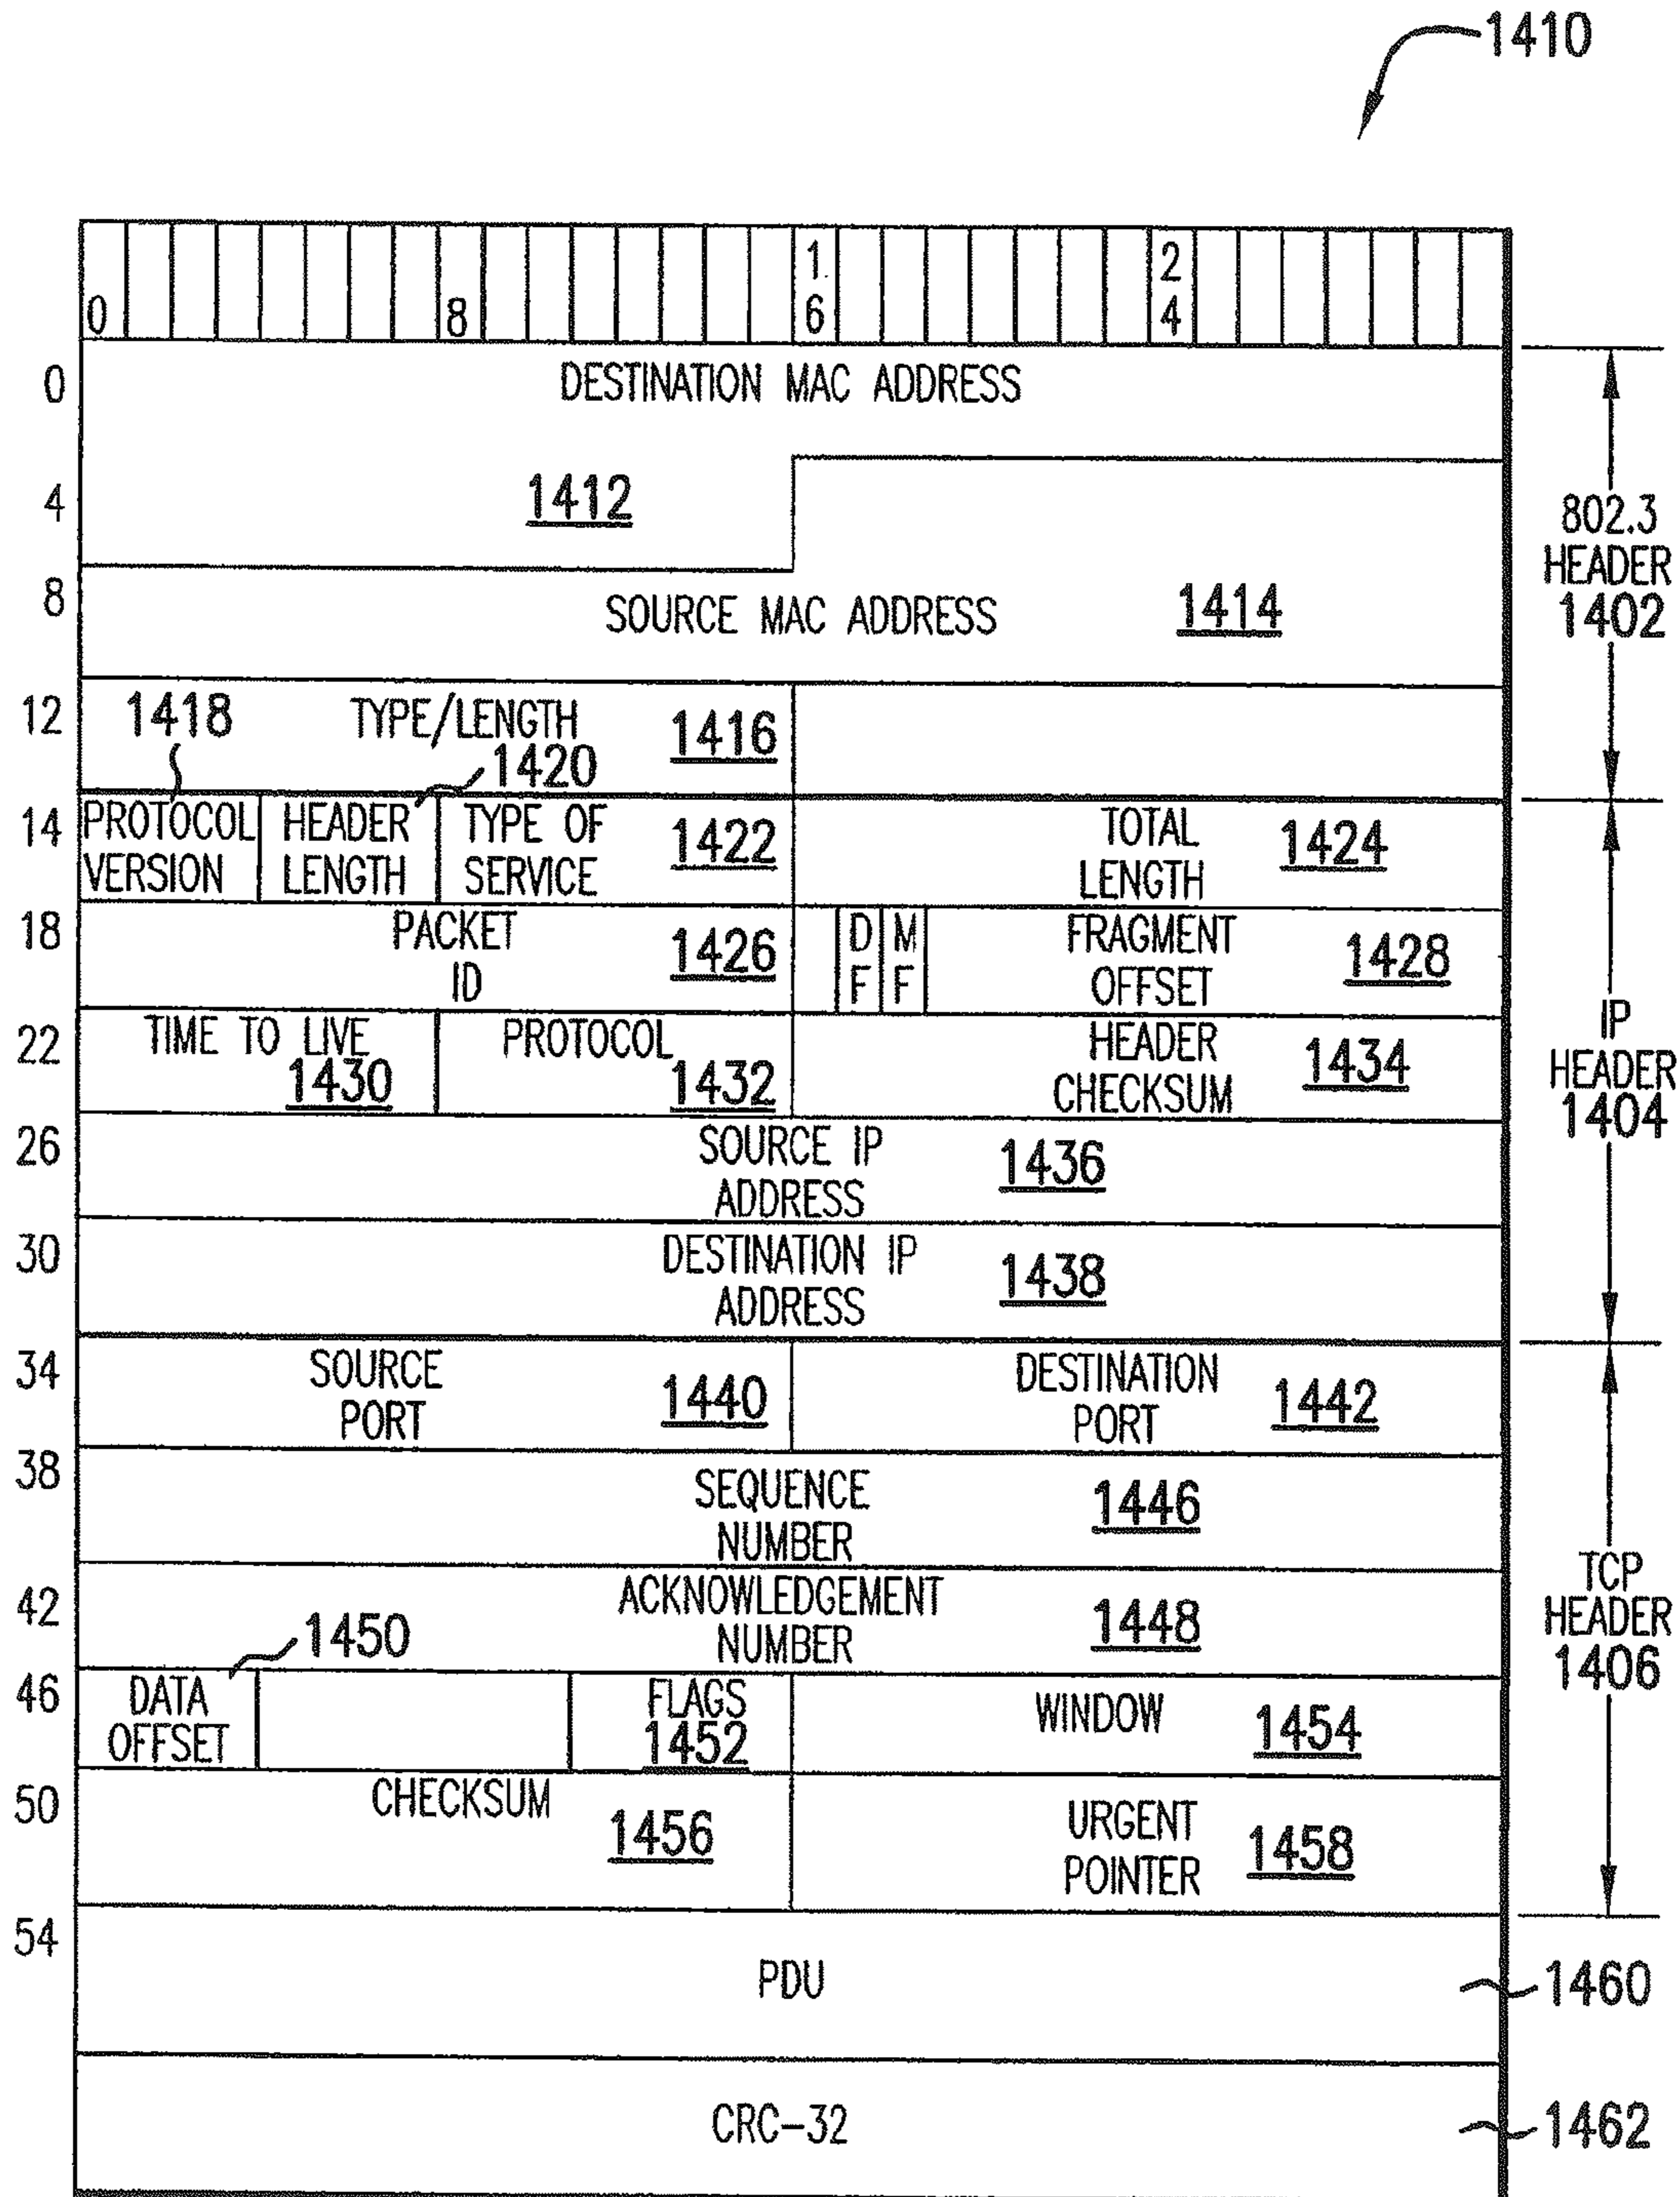 1410
0 8 16 24
0 DESTINATION MAC ADDRESS
4 1412
802.3
HEADER
1402
8 SOURCE MAC ADDRESS 1414
12 1418 TYPE/LENGTH 1416
1420
14 PROTOCOL VERSION HEADER LENGTH TYPE OF SERVICE 1422 TOTAL LENGTH 1424
18 PACKET ID 1426 DF MF FRAGMENT OFFSET 1428
22 TIME TO LIVE 1430 PROTOCOL 1432 HEADER CHECKSUM 1434
IP
HEADER
1404
26 SOURCE IP ADDRESS 1436
30 DESTINATION IP ADDRESS 1438
34 SOURCE PORT 1440 DESTINATION PORT 1442
38 SEQUENCE NUMBER 1446
42 ACKNOWLEDGEMENT NUMBER 1448
TCP
HEADER
1406
1450
46 DATA OFFSET FLAGS 1452 WINDOW 1454
50 CHECKSUM 1456 URGENT POINTER 1458
54 PDU 1460
CRC-32 1462